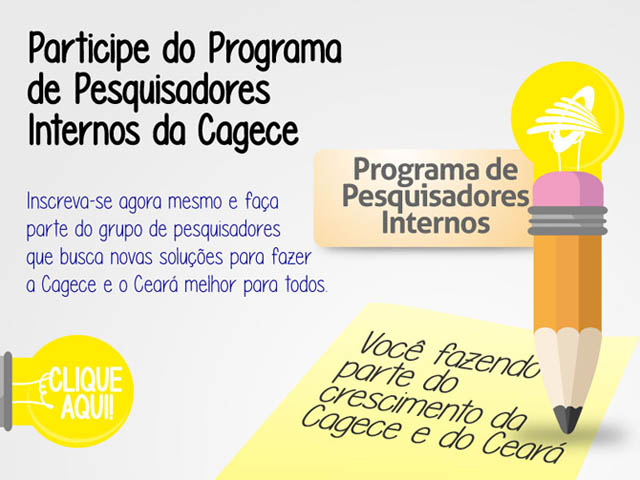 Participe do Programa
de Pesquisadores
Internos da Cagece
Inscreva-se agora mesmo e faça
parte do grupo de pesquisadores
que busca novas soluções para fazer
a Cagece e o Ceará melhor para todos.
Programa de
Pesquisadores
Internos
CLIQUE
AQUI!
Você fazendo
parte do
crescimento da
Cagece e do Ceará